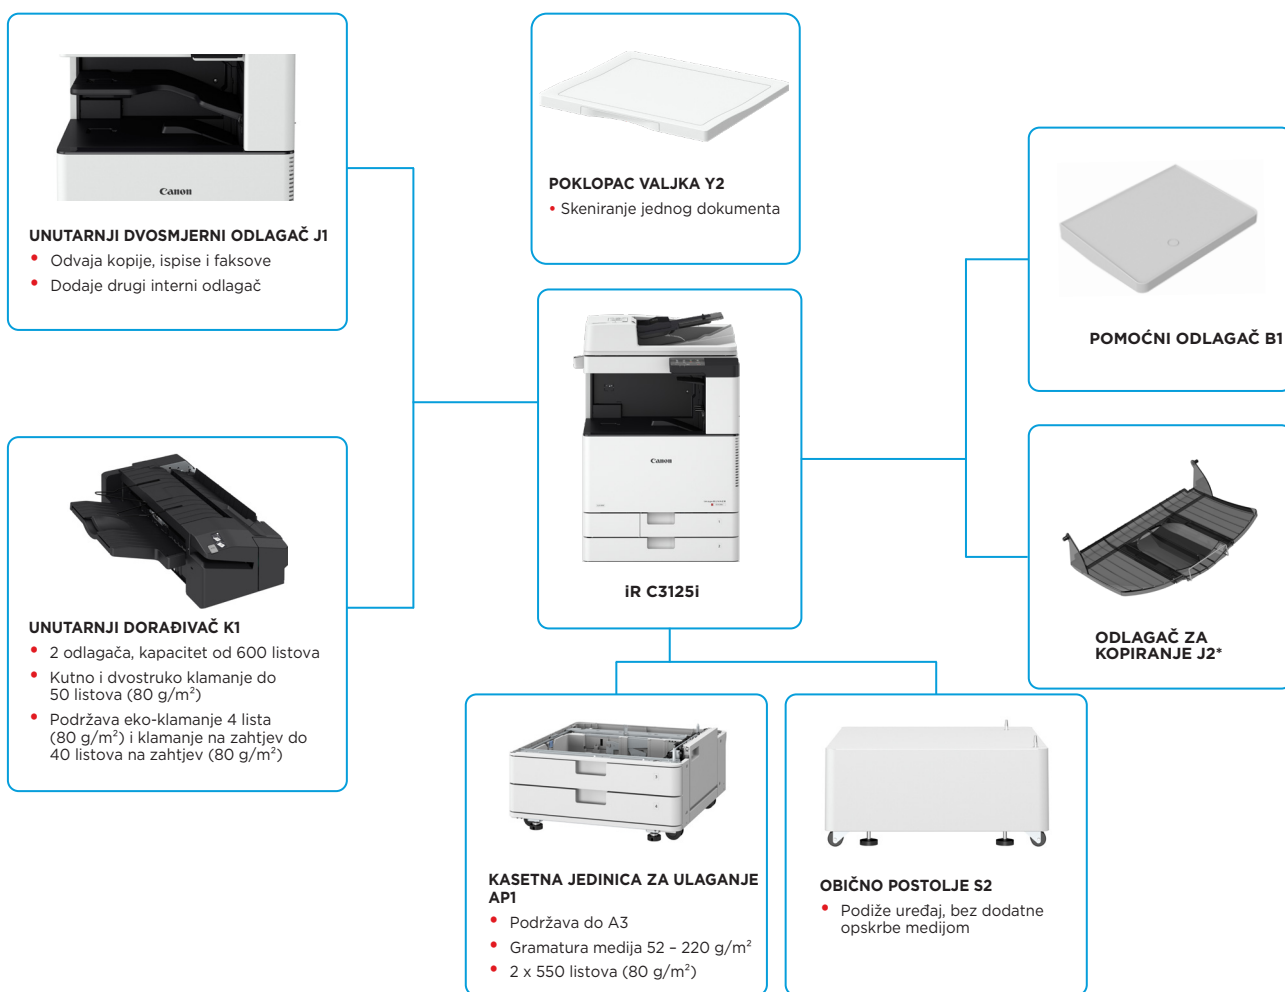 Canon
UNUTARNJI DVOSMJERNI ODLAGAČ J1
• Odvaja kopije, ispise i faksove
• Dodaje drugi interni odlagač
POKLOPAC VALJKA Y2
• Skeniranje jednog dokumenta
POMOĆNI ODLAGAČ B1
Canon
iR C3125i
UNUTARNJI DORAĐIVAČ K1
• 2 odlagača, kapacitet od 600 listova
• Kutno i dvostruko klamanje do
50 listova (80 g/m²)
• Podržava eko-klamanje 4 lista
(80 g/m²) i klamanje na zahtjev do
40 listova na zahtjev (80 g/m²)
ODLAGAČ ZA
KOPIRANJE J2*
KASETNA JEDINICA ZA ULAGANJE
AP1
• Podržava do A3
• Gramatura medija 52 – 220 g/m²
• 2 x 550 listova (80 g/m²)
OBIČNO POSTOLJE S2
• Podiže uređaj, bez dodatne
opskrbe medijom